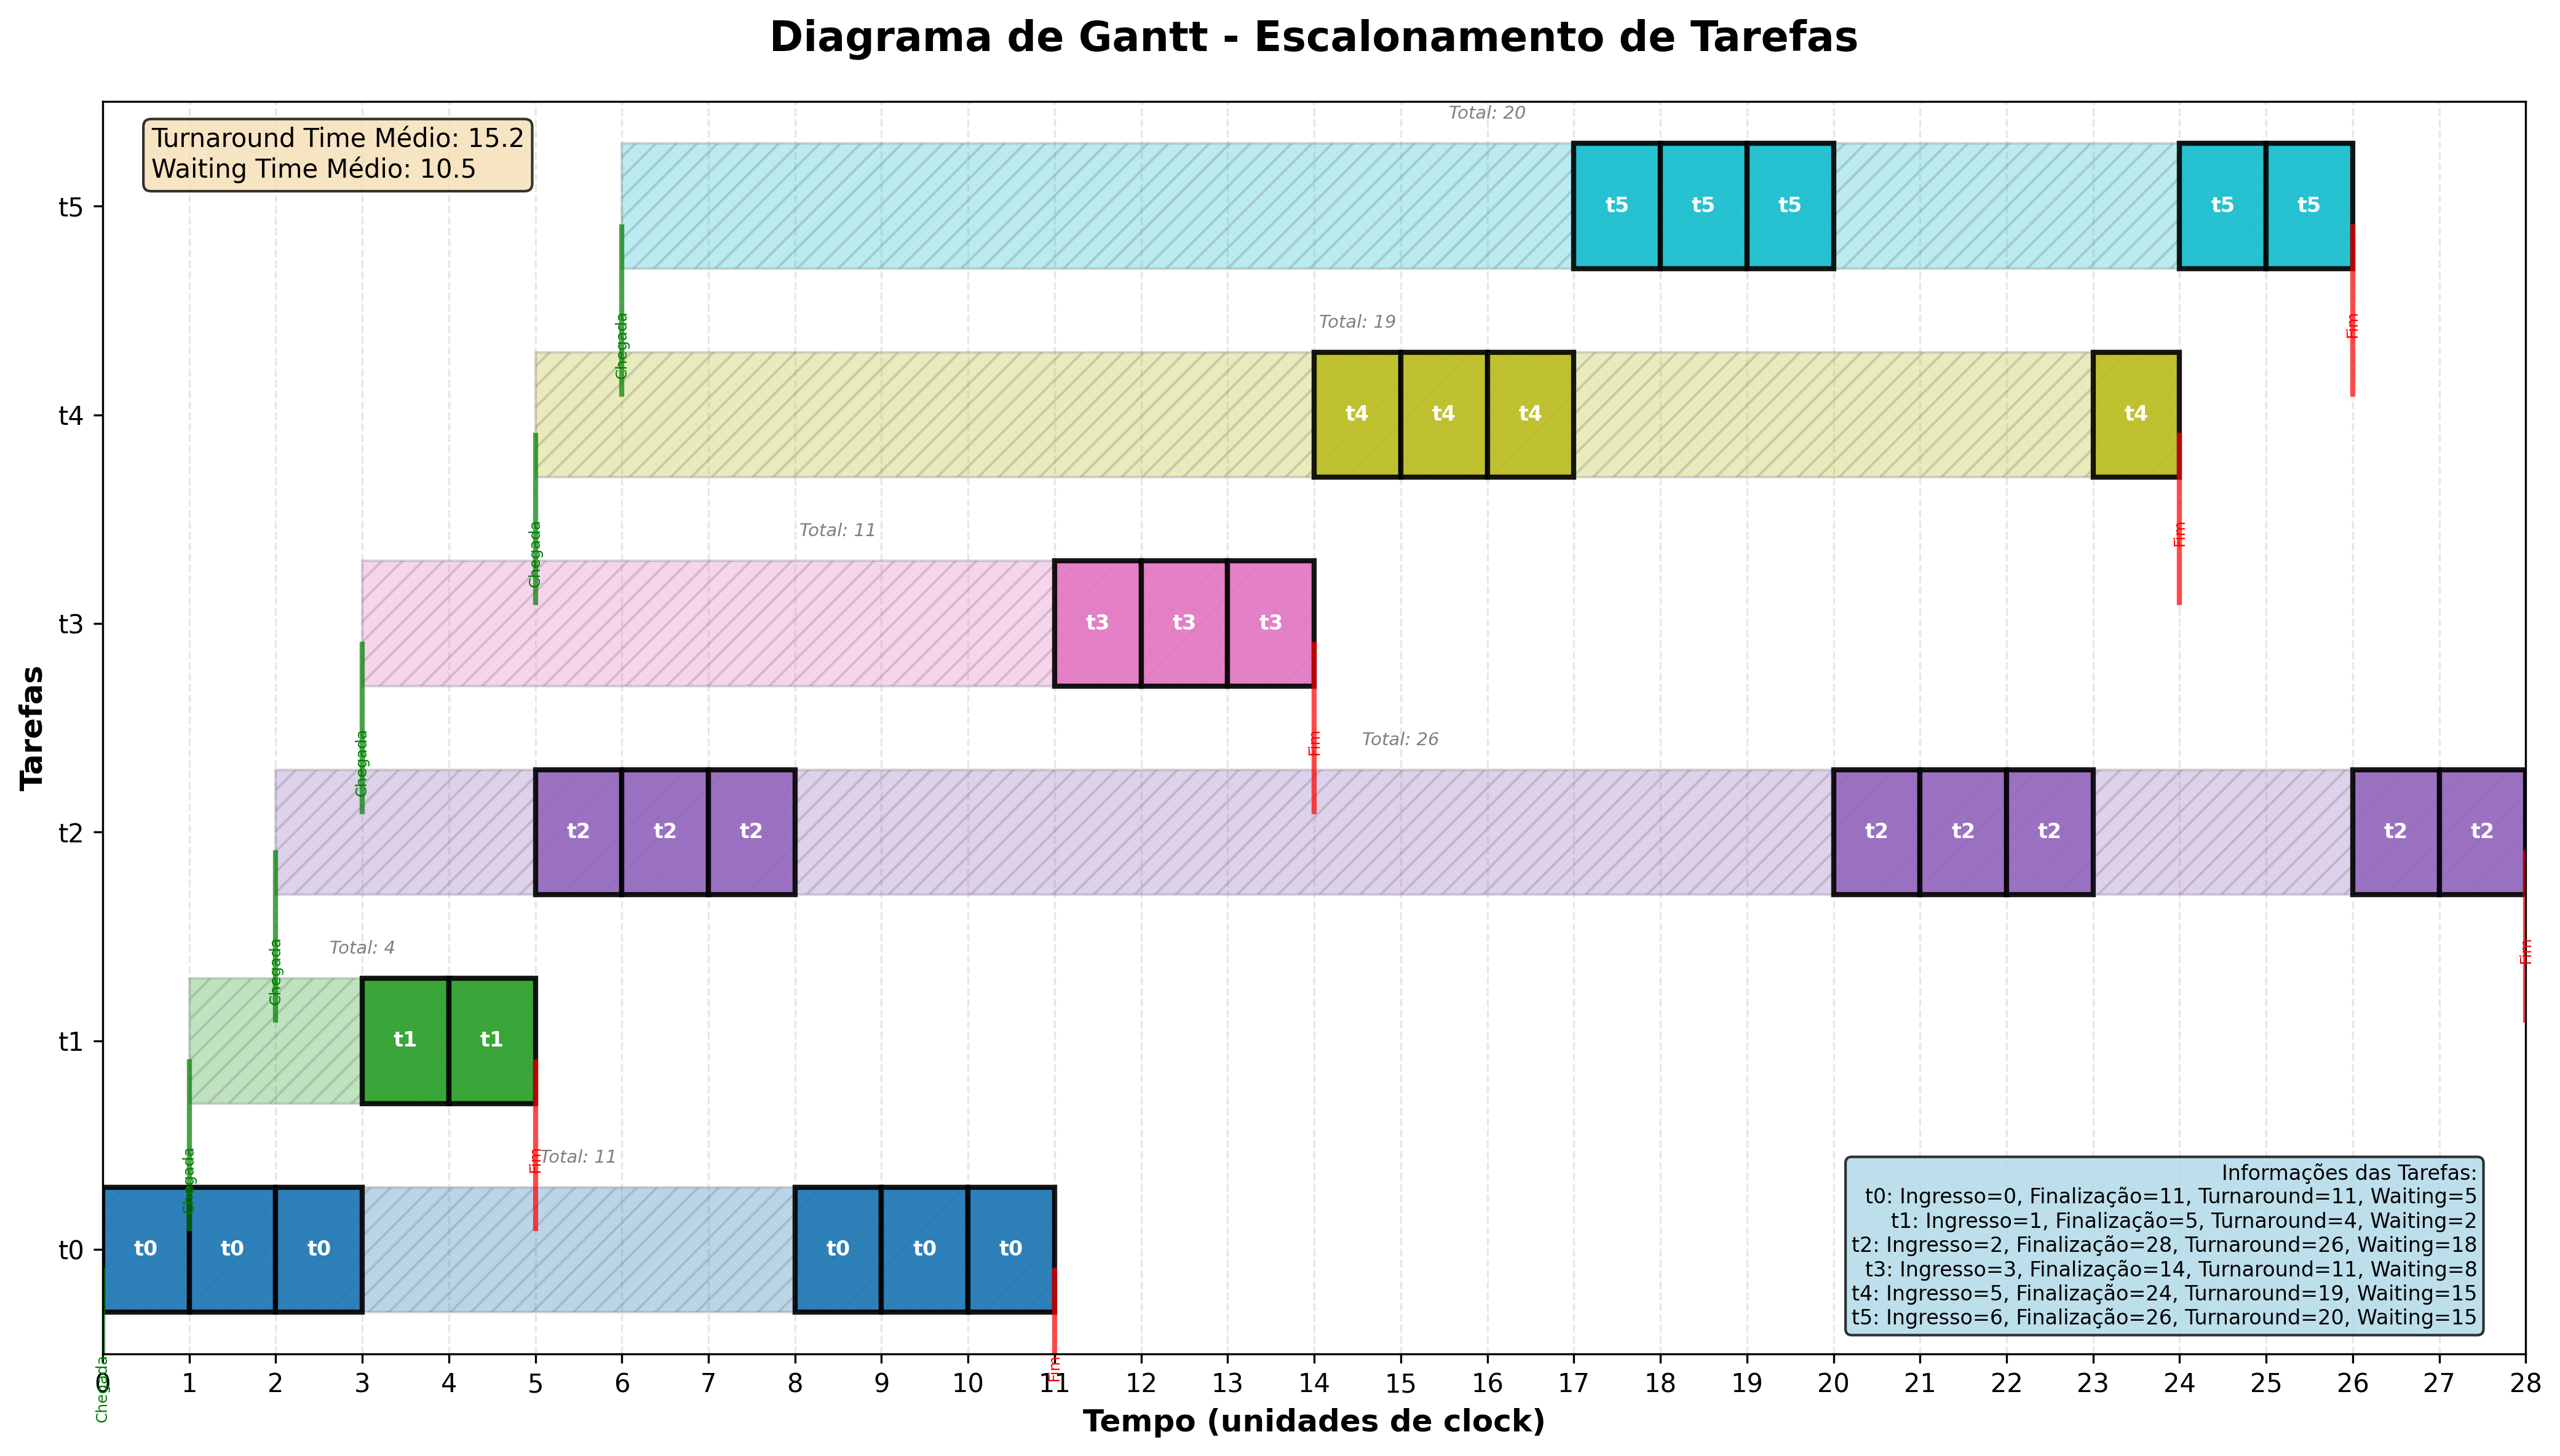 Diagrama de Gantt - Escalonamento de Tarefas
Turnaround Time Médio: 15.2
Waiting Time Médio: 10.5
Total: 20
t5
t5 t5 t5 t5 t5
Chegada
Fim
Total: 19
t4
t4 t4 t4 t4
Chegada
Fim
Total: 11
t3
t3 t3 t3
Chegada
Fim
Total: 26
t2
t2 t2 t2 t2 t2 t2 t2 t2
Chegada
Fim
Total: 4
t1
t1 t1
Chegada
Fim
Total: 11
t0
t0 t0 t0 t0 t0 t0
Chegada
Fim
Informações das Tarefas:
t0: Ingresso=0, Finalização=11, Turnaround=11, Waiting=5
t1: Ingresso=1, Finalização=5, Turnaround=4, Waiting=2
t2: Ingresso=2, Finalização=28, Turnaround=26, Waiting=18
t3: Ingresso=3, Finalização=14, Turnaround=11, Waiting=8
t4: Ingresso=5, Finalização=24, Turnaround=19, Waiting=15
t5: Ingresso=6, Finalização=26, Turnaround=20, Waiting=15
0 1 2 3 4 5 6 7 8 9 10 11 12 13 14 15 16 17 18 19 20 21 22 23 24 25 26 27 28
Tempo (unidades de clock)
Tarefas